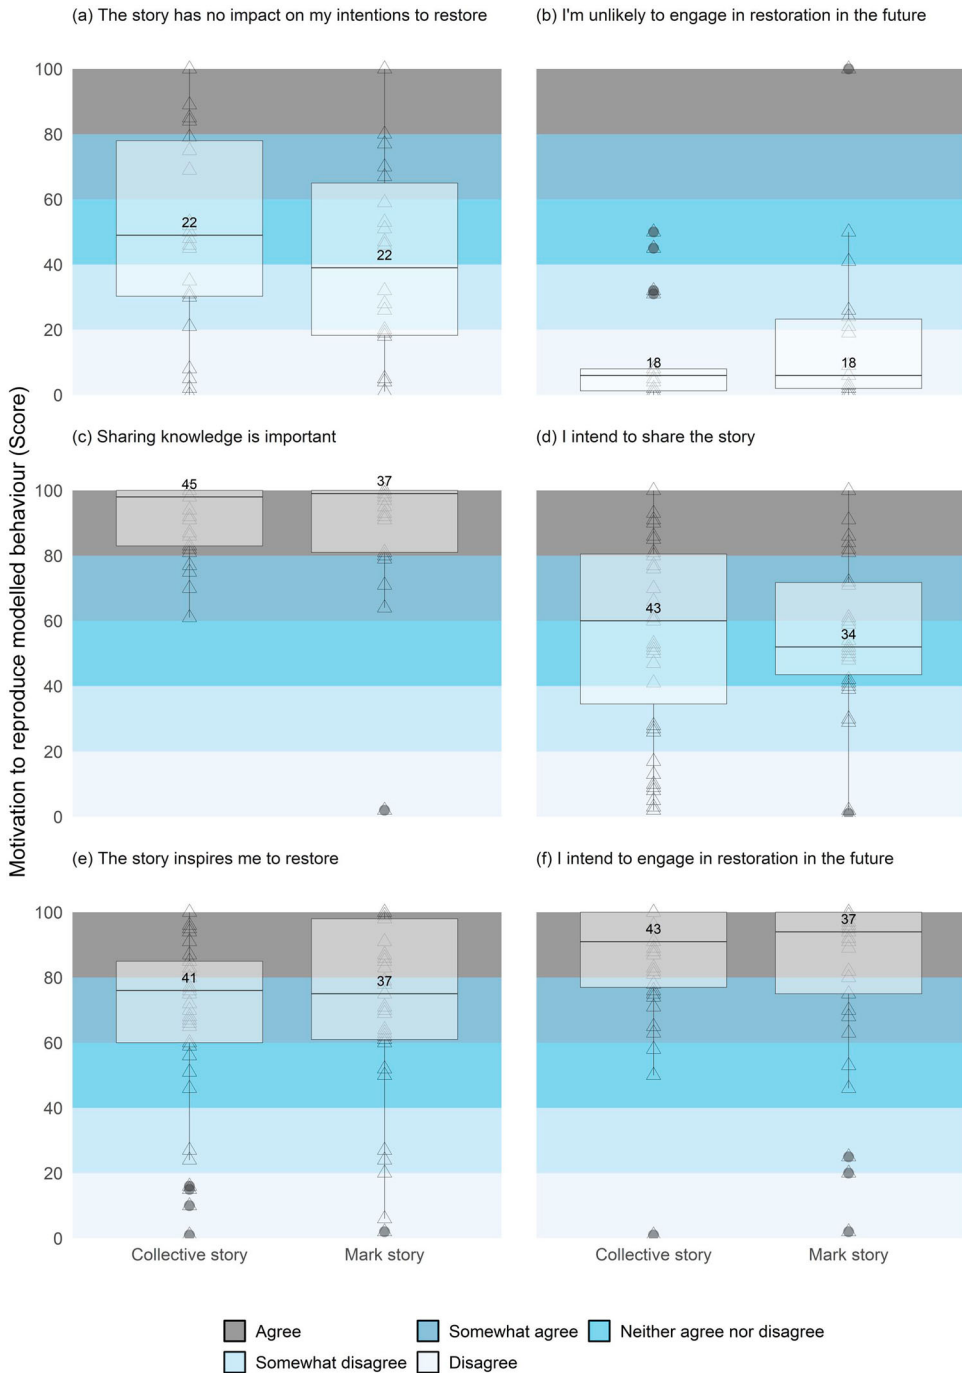 (a) The story has no impact on my intentions to restore
(b) I'm unlikely to engage in restoration in the future
100
80
60
40
20
0
22
22
18
18
(c) Sharing knowledge is important
(d) I intend to share the story
100
80
60
40
20
0
45
37
43
34
(e) The story inspires me to restore
(f) I intend to engage in restoration in the future
100
80
60
40
20
0
41
37
43
37
Motivation to reproduce modelled behaviour (Score)
Collective story
Mark story
Collective story
Mark story
Agree
Somewhat agree
Neither agree nor disagree
Somewhat disagree
Disagree